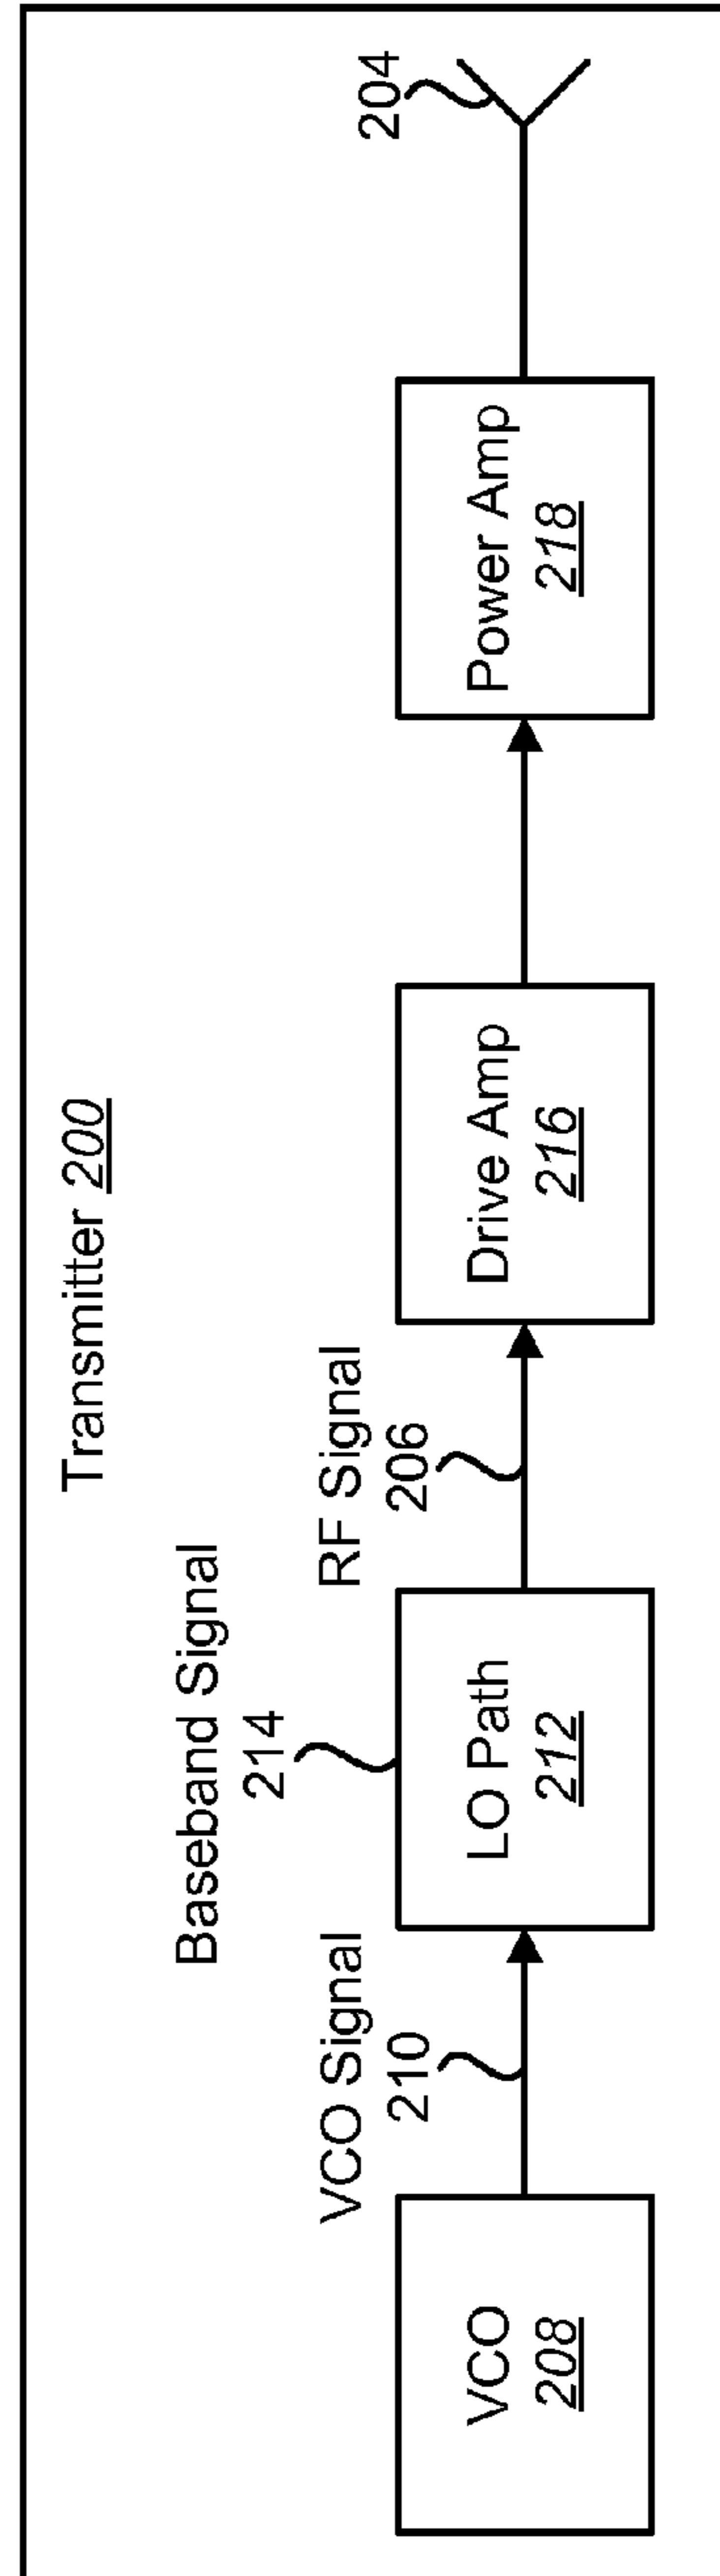 Transmitter 200
Baseband Signal
214
VCO Signal
210
RF Signal
206
204
VCO
208
LO Path
212
Drive Amp
216
Power Amp
218